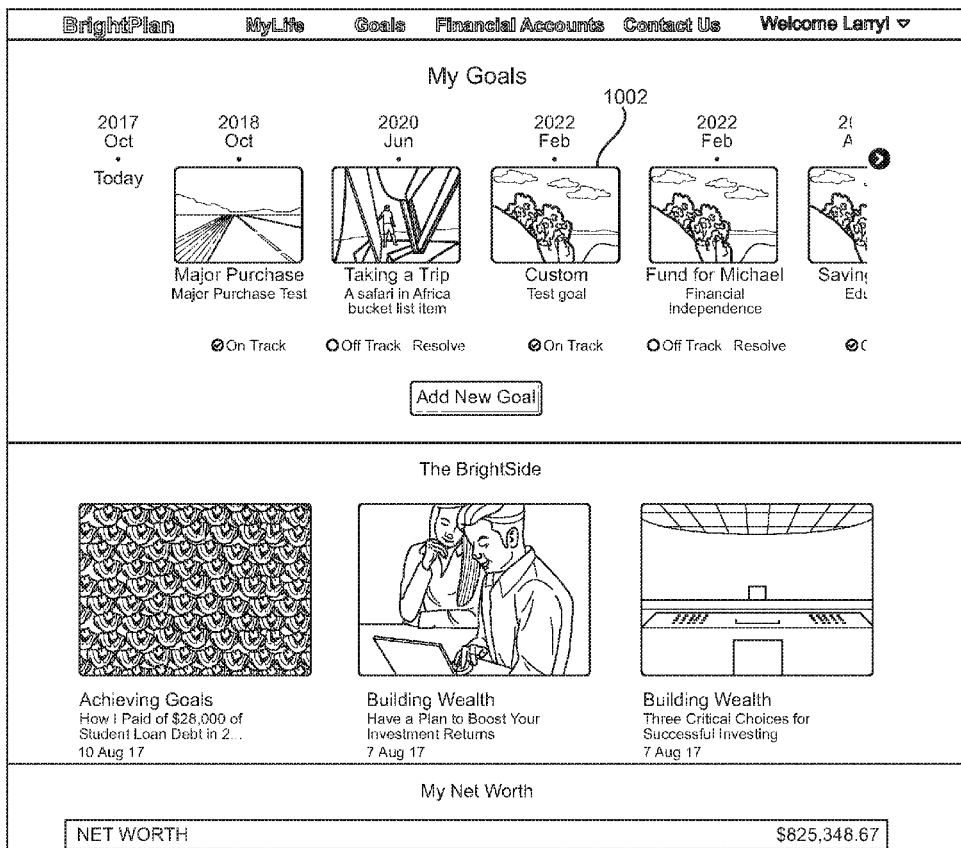 BrightPlan MyLife Goals Financial Accounts Contact Us Welcome Larry!
My Goals
1002
2017 2018 2020 2022 2022
Oct Oct Jun Feb Feb A
Today
Major Purchase Taking a Trip Custom Fund for Michael Saving
Major Purchase Test A safari in Africa Test goal Financial
bucket list item Independence
On Track Off Track Resolve On Track Off Track Resolve
Add New Goal
The BrightSide
Achieving Goals Building Wealth Building Wealth
How I Paid of $28,000 of Have a Plan to Boost Your Three Critical Choices for
Student Loan Debt in 2... Investment Returns Successful Investing
10 Aug 17 7 Aug 17 7 Aug 17
My Net Worth
NET WORTH $825,348.67